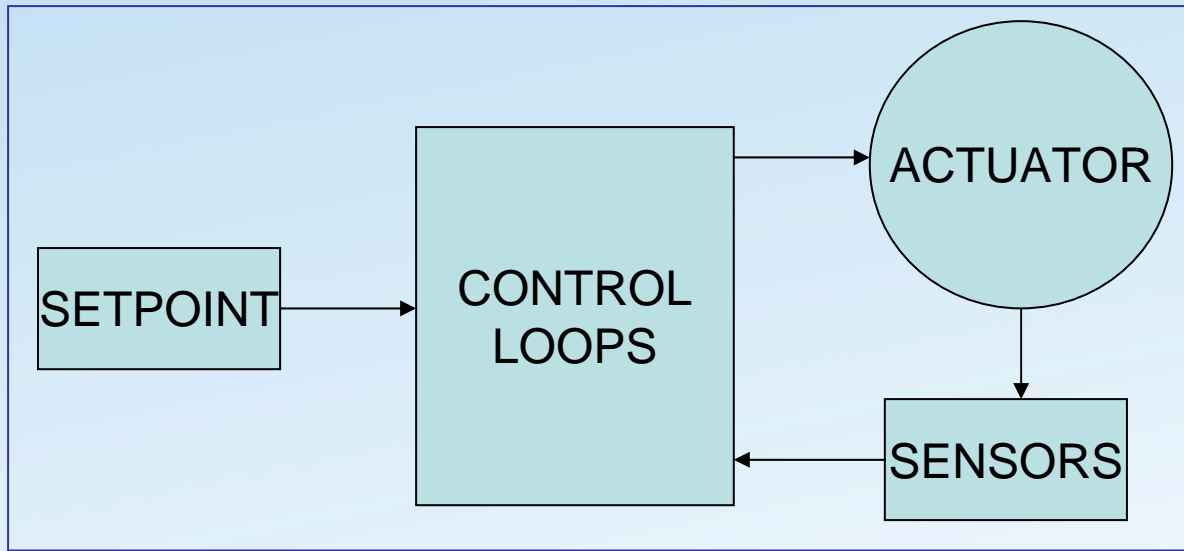 SETPOINT
CONTROL
LOOPS
ACTUATOR
SENSORS